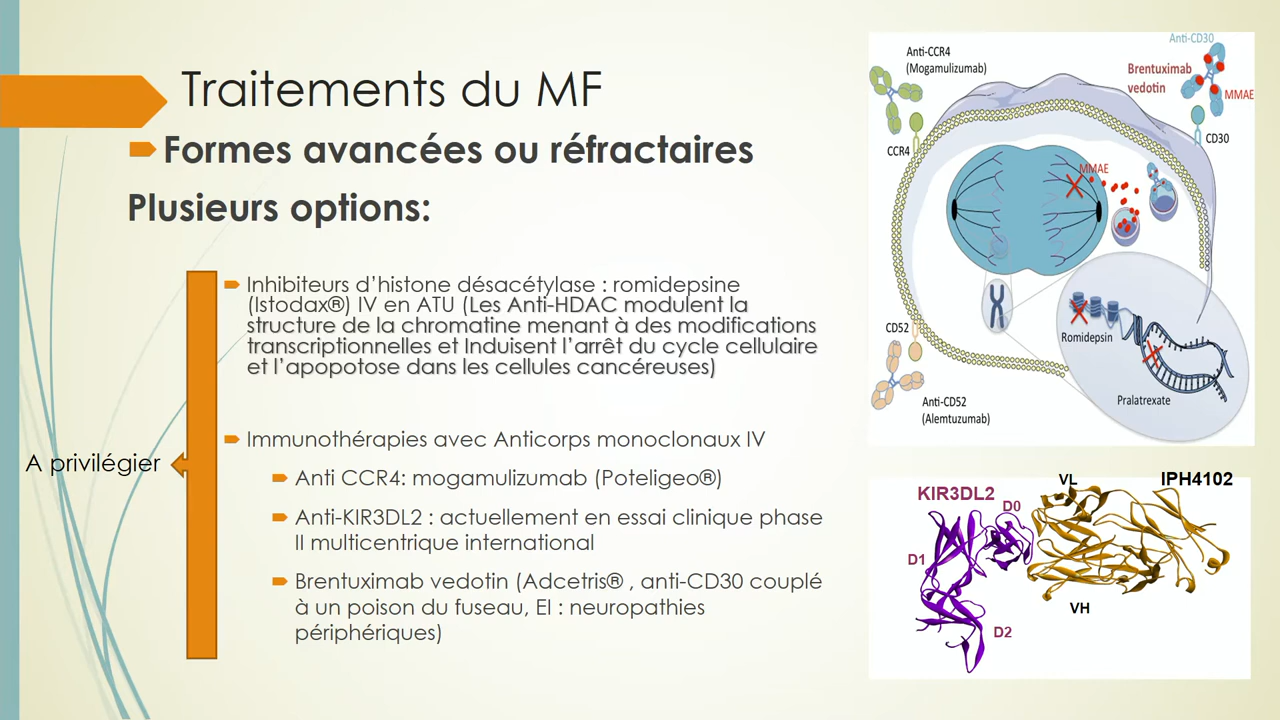 Traitements du MF
Formes avancées ou réfractaires
Plusieurs options:
Inhibiteurs d’histone désacétylase : romidepsine
(Istodax®) IV en ATU (Les Anti-HDAC modulent la
structure de la chromatine menant à des modifications
transcriptionnelles et Induisent l’arrêt du cycle cellulaire
et l’apopotose dans les cellules cancéreuses)
A privilégier
Immunothérapies avec Anticorps monoclonaux IV
Anti CCR4: mogamulizumab (Poteligeo®)
Anti-KIR3DL2 : actuellement en essai clinique phase
II multicentrique international
Brentuximab vedotin (Adcetris® , anti-CD30 couplé
à un poison du fuseau, EI : neuropathies
périphériques)
Anti-CCR4
(Mogamulizumab)
Anti-CD30
Brentuximab
vedotin
MMAE
CCR4
CD30
MMAE
CD52
Romidepsin
Pralatrexate
Anti-CD52
(Alemtuzumab)
KIR3DL2
VL
IPH4102
D0
D1
VH
D2